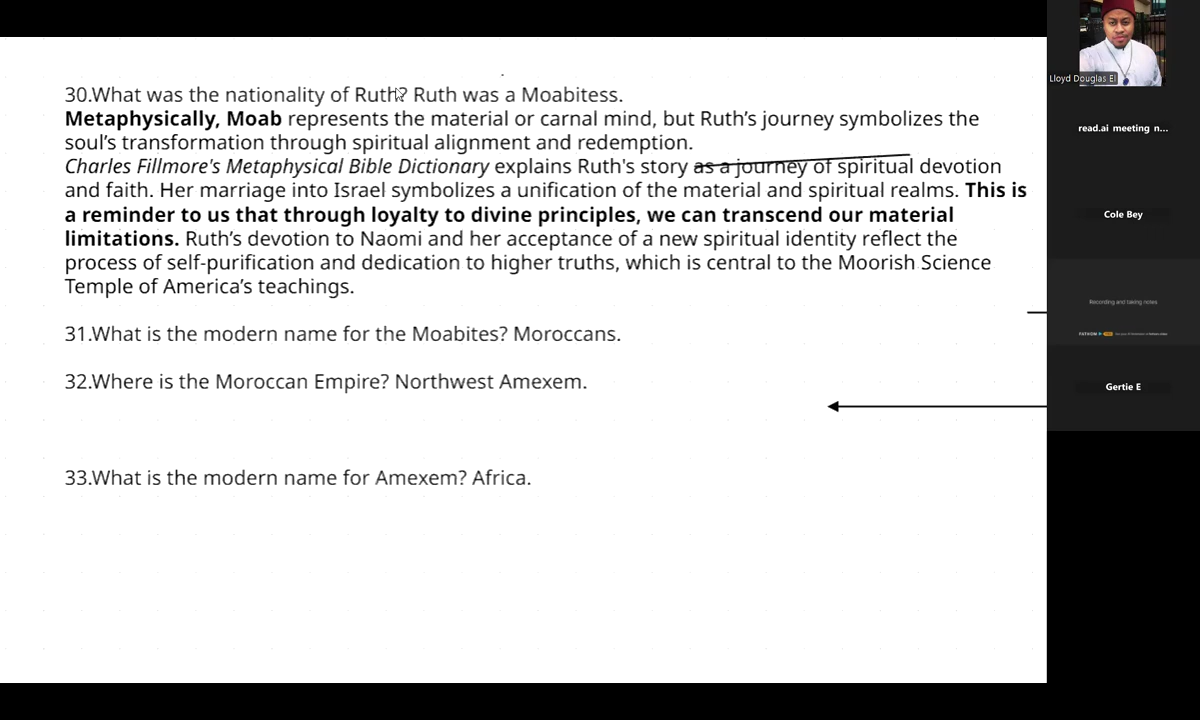 30.What was the nationality of Ruth? Ruth was a Moabitess.
Metaphysically, Moab represents the material or carnal mind, but Ruth’s journey symbolizes the
soul’s transformation through spiritual alignment and redemption.
Charles Fillmore's Metaphysical Bible Dictionary explains Ruth's story as a journey of spiritual devotion
and faith. Her marriage into Israel symbolizes a unification of the material and spiritual realms. This is
a reminder to us that through loyalty to divine principles, we can transcend our material
limitations. Ruth’s devotion to Naomi and her acceptance of a new spiritual identity reflect the
process of self-purification and dedication to higher truths, which is central to the Moorish Science
Temple of America’s teachings.
31.What is the modern name for the Moabites? Moroccans.
32.Where is the Moroccan Empire? Northwest Amexem.
33.What is the modern name for Amexem? Africa.
Lloyd Douglas El
read.ai meeting n...
Cole Bey
Recording and taking notes
FATHOM
Gertie E